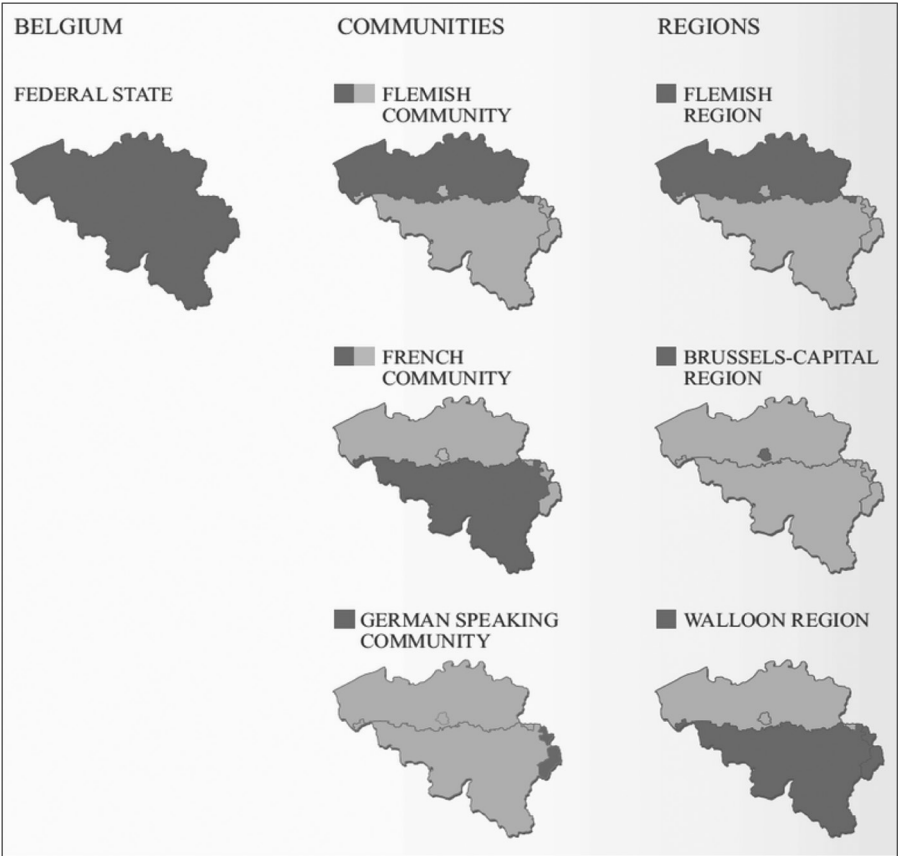 BELGIUM
COMMUNITIES
REGIONS
FEDERAL STATE
FLEMISH
COMMUNITY
FLEMISH
REGION
FRENCH
COMMUNITY
BRUSSELS-CAPITAL
REGION
GERMAN SPEAKING
COMMUNITY
WALLOON REGION